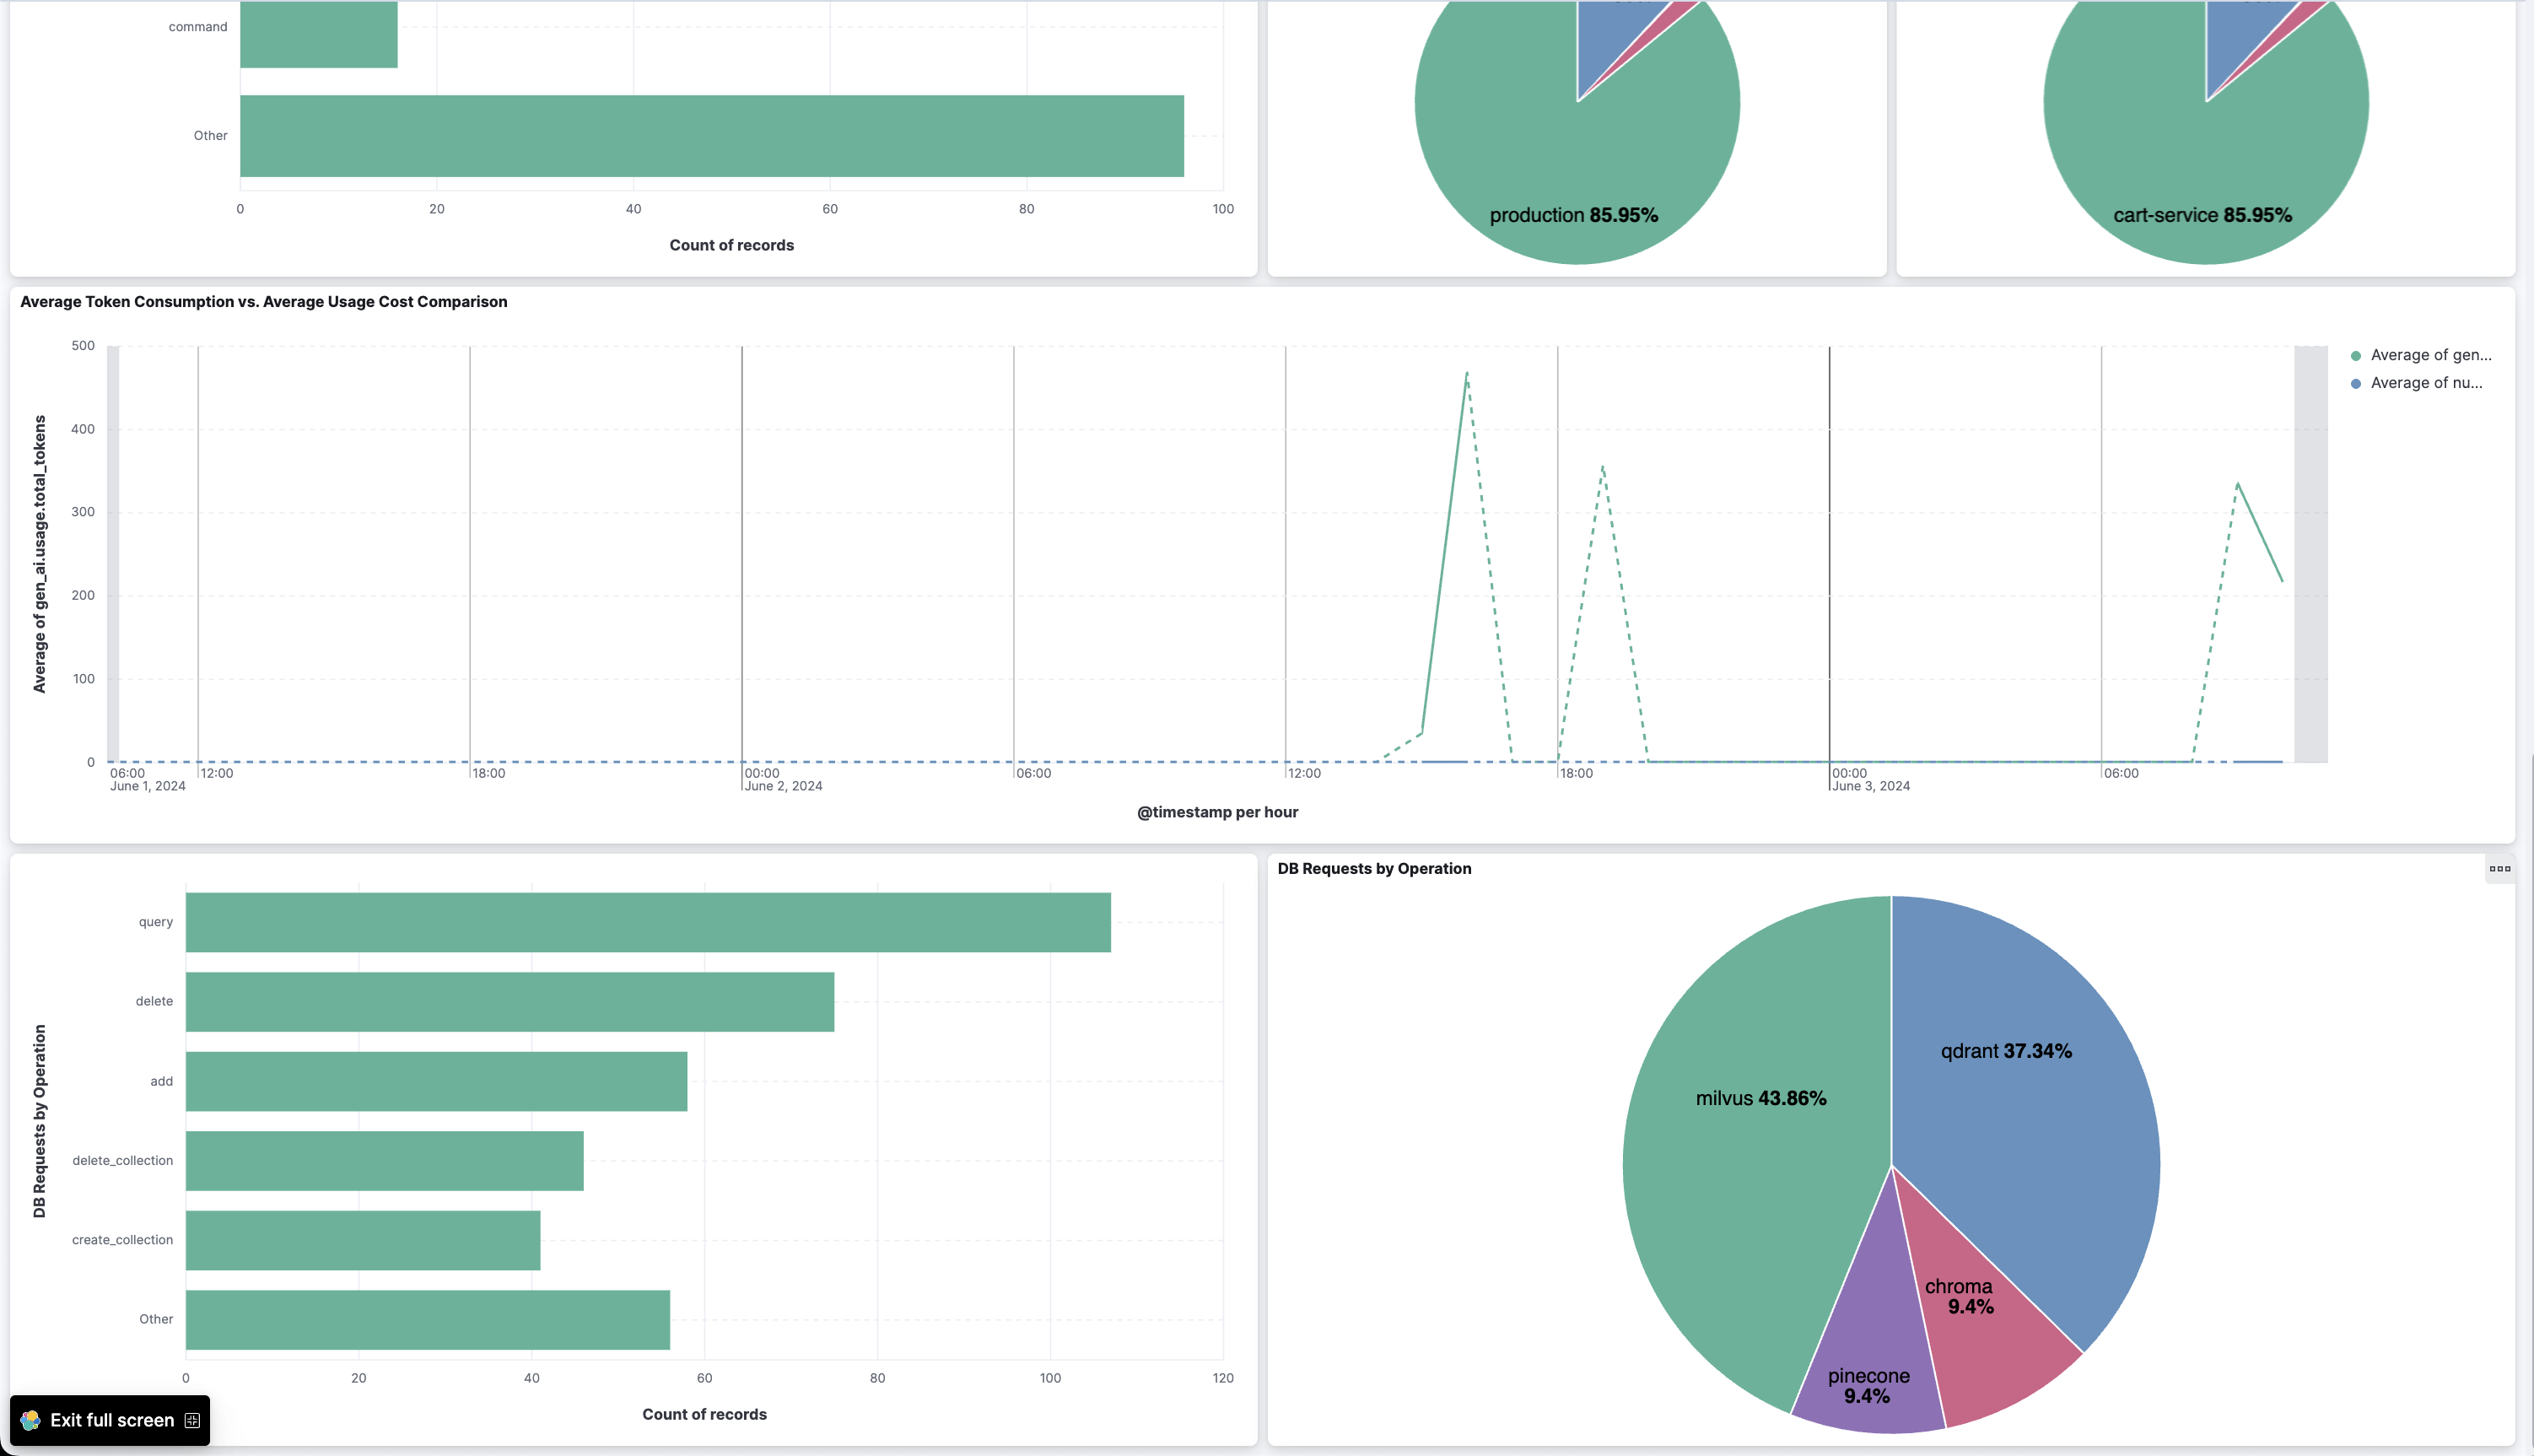 command
Other
0 20 40 60 80 100
Count of records
production 85.95%
cart-service 85.95%
Average Token Consumption vs. Average Usage Cost Comparison
Average of gen_ai.usage.total_tokens
500
400
300
200
100
0
06:00 12:00 18:00 00:00 06:00 12:00 18:00 00:00 06:00
June 1, 2024 June 2, 2024 June 3, 2024
@timestamp per hour
Average of gen...
Average of nu...
DB Requests by Operation
query
delete
add
delete_collection
create_collection
Other
0 20 40 60 80 100 120
Count of records
DB Requests by Operation
qdrant 37.34%
milvus 43.86%
chroma
9.4%
pinecone
9.4%
Exit full screen